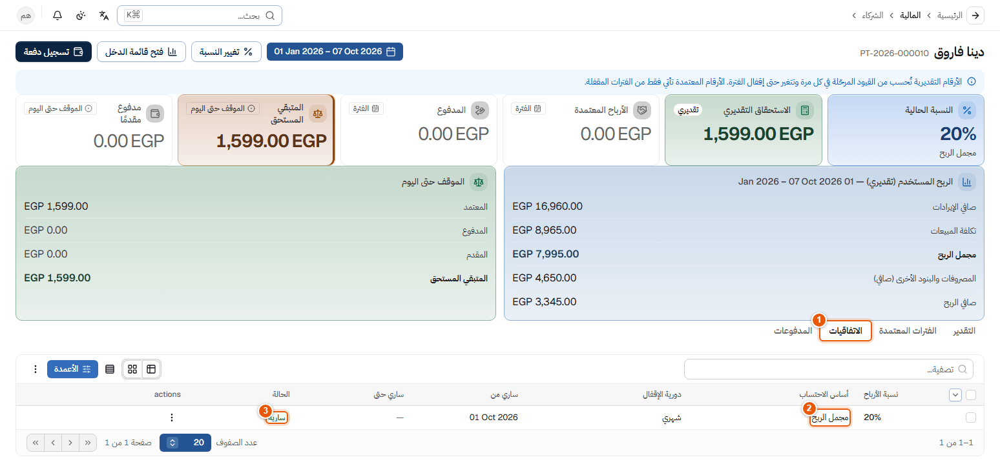 الرئيسية
المالية
الشركاء
بحث...
K⌘
هم
دينا فاروق PT-2026-000010
01 Jan 2026 – 07 Oct 2026
تغيير النسبة
فتح قائمة الدخل
تسجيل دفعة
الأرقام التقديرية تُحسب من القيود المرحّلة في كل مرة وتتغير حتى إقفال الفترة. الأرقام المعتمدة تأتي فقط من الفترات المقفلة.
النسبة الحالية
20%
مجمل الربح
الاستحقاق التقديري
تقديري
1,599.00 EGP
الأرباح المعتمدة
الفترة
0.00 EGP
المدفوع
الفترة
0.00 EGP
المتبقي المستحق
الموقف حتى اليوم
1,599.00 EGP
مدفوع مقدمًا
الموقف حتى اليوم
0.00 EGP
الربح المستخدم (تقديري) — 01 Jan 2026 – 07 Oct 2026
صافي الإيرادات EGP 16,960.00
تكلفة المبيعات EGP 8,965.00
مجمل الربح EGP 7,995.00
المصروفات والبنود الأخرى (صافي) EGP 4,650.00
صافي الربح EGP 3,345.00
الموقف حتى اليوم
المعتمد EGP 1,599.00
المدفوع EGP 0.00
المقدم EGP 0.00
المتبقي المستحق EGP 1,599.00
التقدير
الفترات المعتمدة
1
الاتفاقيات
المدفوعات
تصفية...
الأعمدة
نسبة الأرباح أساس الاحتساب دورية الإقفال ساري من ساري حتى الحالة actions
2
3
20% مجمل الربح شهري 01 Oct 2026 — سارية
1–1 من 1
عدد الصفوف 20 صفحة 1 من 1